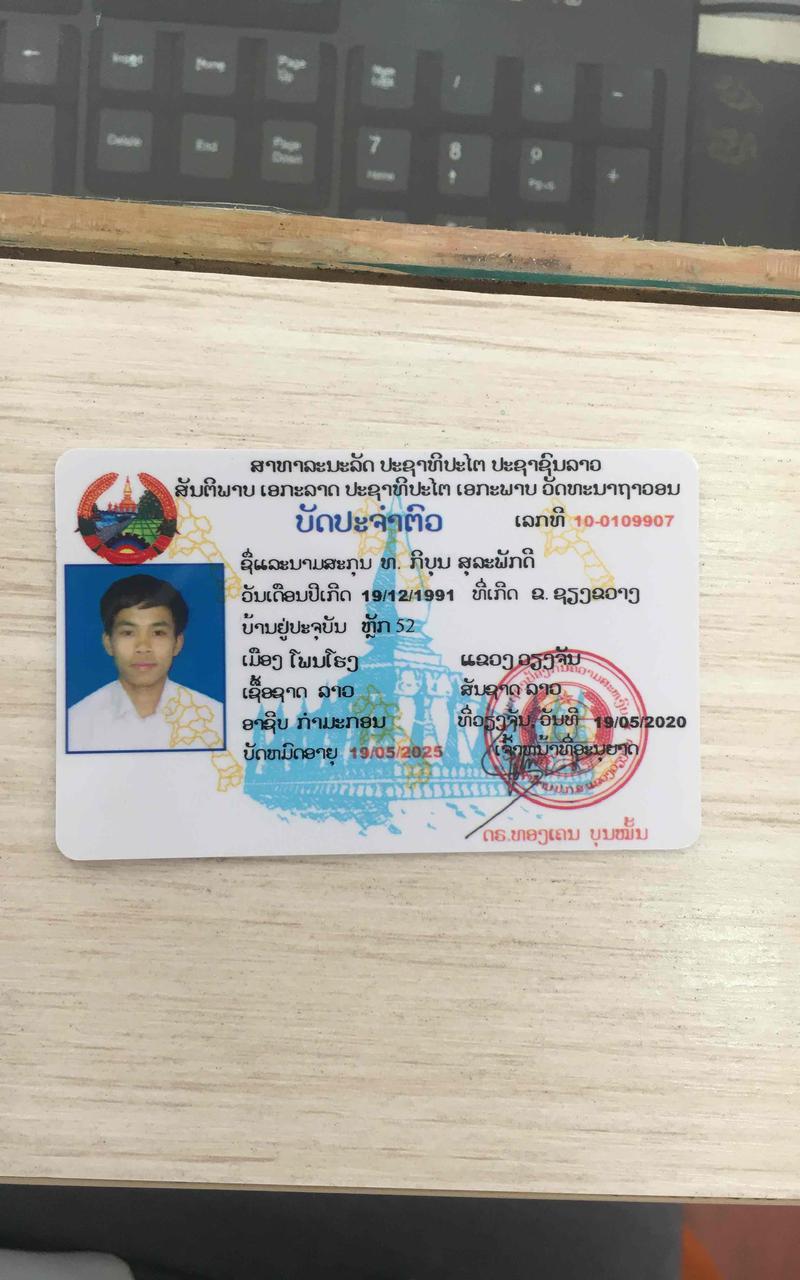 Insert Home Page Up Num Lock / * -
Delete End Page Down 7 Home 8 9 PgUp +
ສາທາລະນະລັດ ປະຊາທິປະໄຕ ປະຊາຊົນລາວ
ສັນຕິພາບ ເອກະລາດ ປະຊາທິປະໄຕ ເອກະພາບ ວັດທະນາຖາວອນ
ບັດປະຈຳຕົວ ເລກທີ 10-0109907
ຊື່ແລະນາມສະກຸນ ທ. ກີບຸນ ສຸລະພັກດີ
ວັນເດືອນປີເກີດ 19/12/1991 ທີ່ເກີດ ຂ. ຊຽງຂວາງ
ບ້ານຢູ່ປະຈຸບັນ ຫຼັກ 52
ເມືອງ ໂພນໂຮງ ແຂວງ ວຽງຈັນ
ເຊື້ອຊາດ ລາວ ສັນຊາດ ລາວ
ອາຊີບ ກຳມະກອນ ທີ່ວຽງຈັນ, ວັນທີ 19/05/2020
ບັດຫມົດອາຍຸ 19/05/2025 ເຈົ້າຫນ້າທີ່ອະນຸຍາດ
ດຣ.ທອງເຄນ ບຸນໝັ້ນ